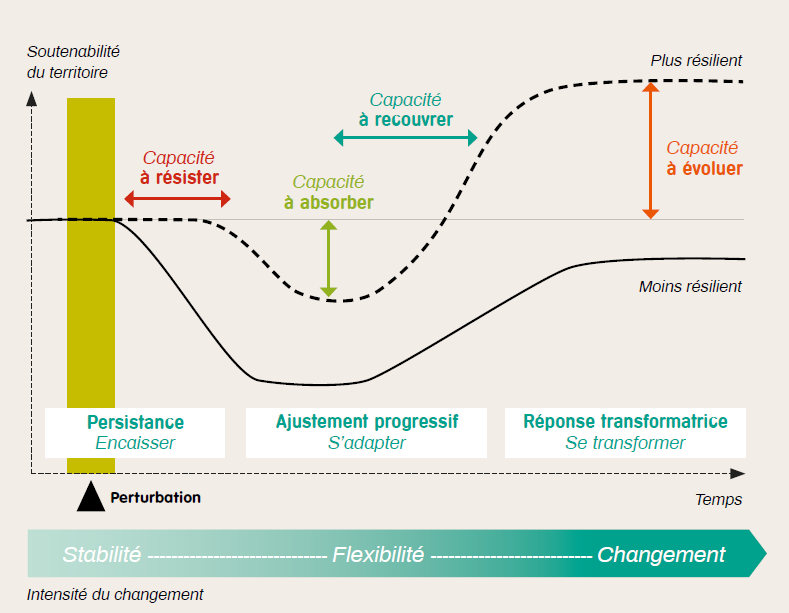 Soutenabilité
du territoire
Plus résilient
Capacité
à recouvrer
Capacité
à résister
Capacité
à absorber
Capacité
à évoluer
Moins résilient
Persistance
Encaisser
Ajustement progressif
S'adapter
Réponse transformatrice
Se transformer
Perturbation
Temps
Stabilité
Flexibilité
Changement
Intensité du changement